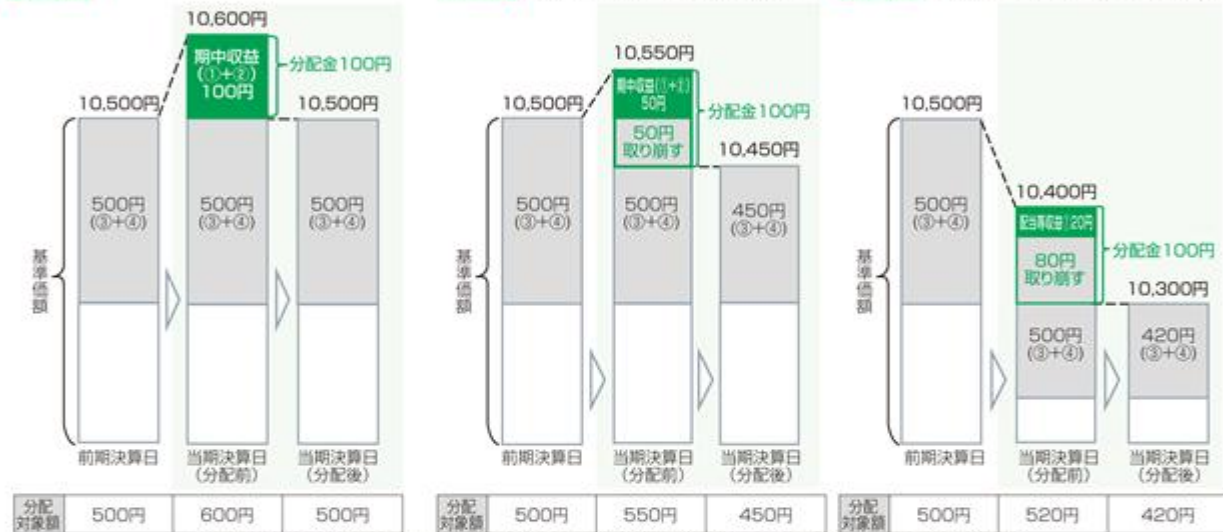 10,600円
期中収益
(①+②)
100円
分配金100円
10,500円
10,500円
500円
(③+④)
500円
(③+④)
500円
(③+④)
基準価額
前期決算日
当期決算日
(分配前)
当期決算日
(分配後)
分配
対象額
500円
600円
500円
10,550円
期中収益(①+②)
50円
分配金100円
10,500円
50円
取り崩す
10,450円
500円
(③+④)
500円
(③+④)
450円
(③+④)
基準価額
前期決算日
当期決算日
(分配前)
当期決算日
(分配後)
分配
対象額
500円
550円
450円
10,500円
10,400円
配当等収益①20円
分配金100円
80円
取り崩す
10,300円
500円
(③+④)
500円
(③+④)
420円
(③+④)
基準価額
前期決算日
当期決算日
(分配前)
当期決算日
(分配後)
分配
対象額
500円
520円
420円